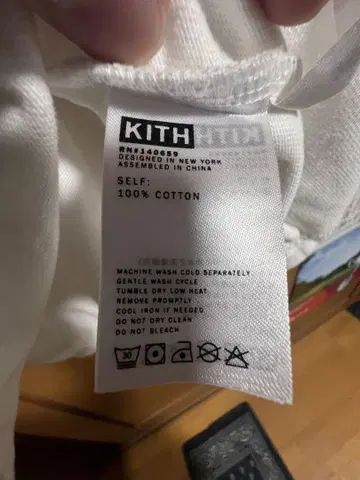 KITH
RN#140659
DESIGNED IN NEW YORK
ASSEMBLED IN CHINA
SELF:
100% COTTON
MACHINE WASH COLD SEPARATELY
GENTLE WASH CYCLE
TUMBLE DRY LOW HEAT
REMOVE PROMPTLY
COOL IRON IF NEEDED
DO NOT DRY CLEAN
DO NOT BLEACH
30